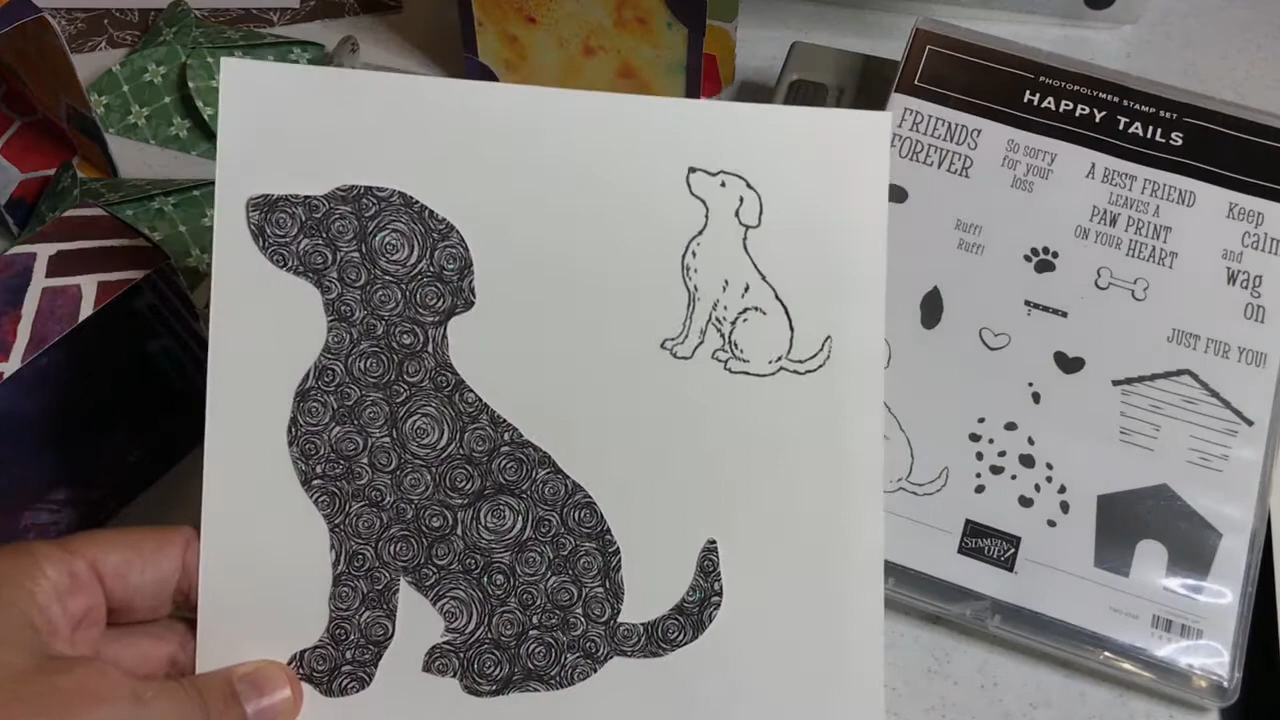 PHOTOPOLYMER STAMP SET
HAPPY TAILS
FRIENDS
FOREVER
So sorry
for your
loss
A BEST FRIEND
LEAVES A
PAW PRINT
ON YOUR HEART
Keep
calm
and
wag
on
Ruff!
Ruff!
JUST FUR YOU!
STAMPIN'
UP!